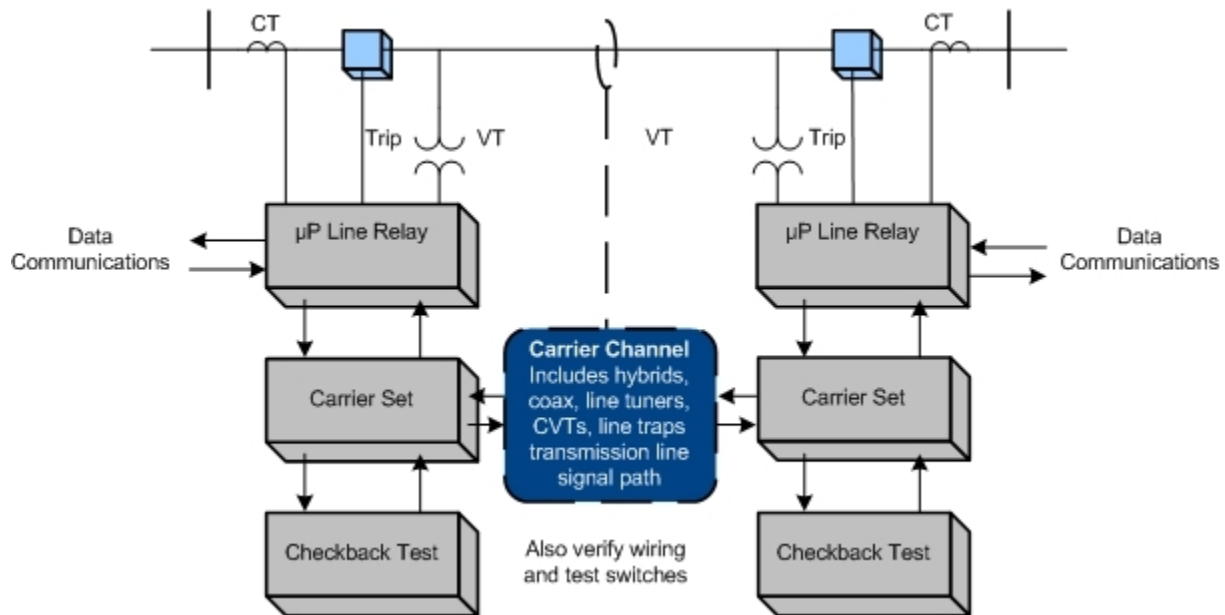 CT
CT
Trip
VT
VT
Trip
µP Line Relay
µP Line Relay
Data
Communications
Data
Communications
Carrier Channel
Includes hybrids,
coax, line tuners,
CVTs, line traps
transmission line
signal path
Carrier Set
Carrier Set
Checkback Test
Also verify wiring
and test switches
Checkback Test